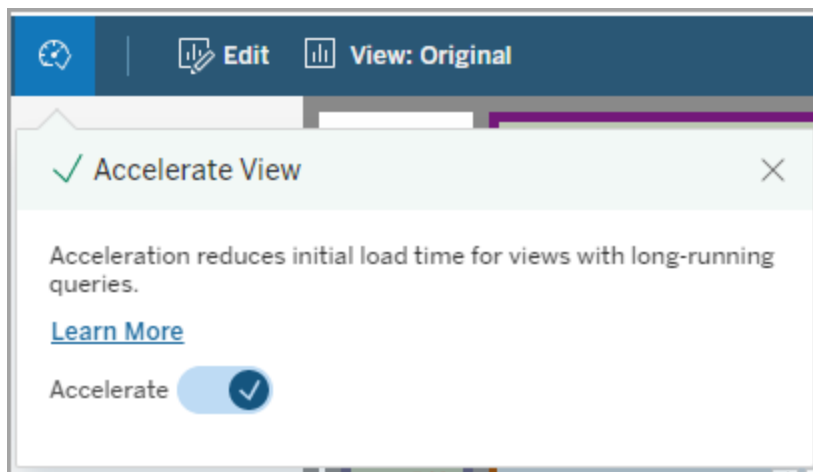 Edit
View: Original
Accelerate View
Acceleration reduces initial load time for views with long-running
queries.
Learn More
Accelerate